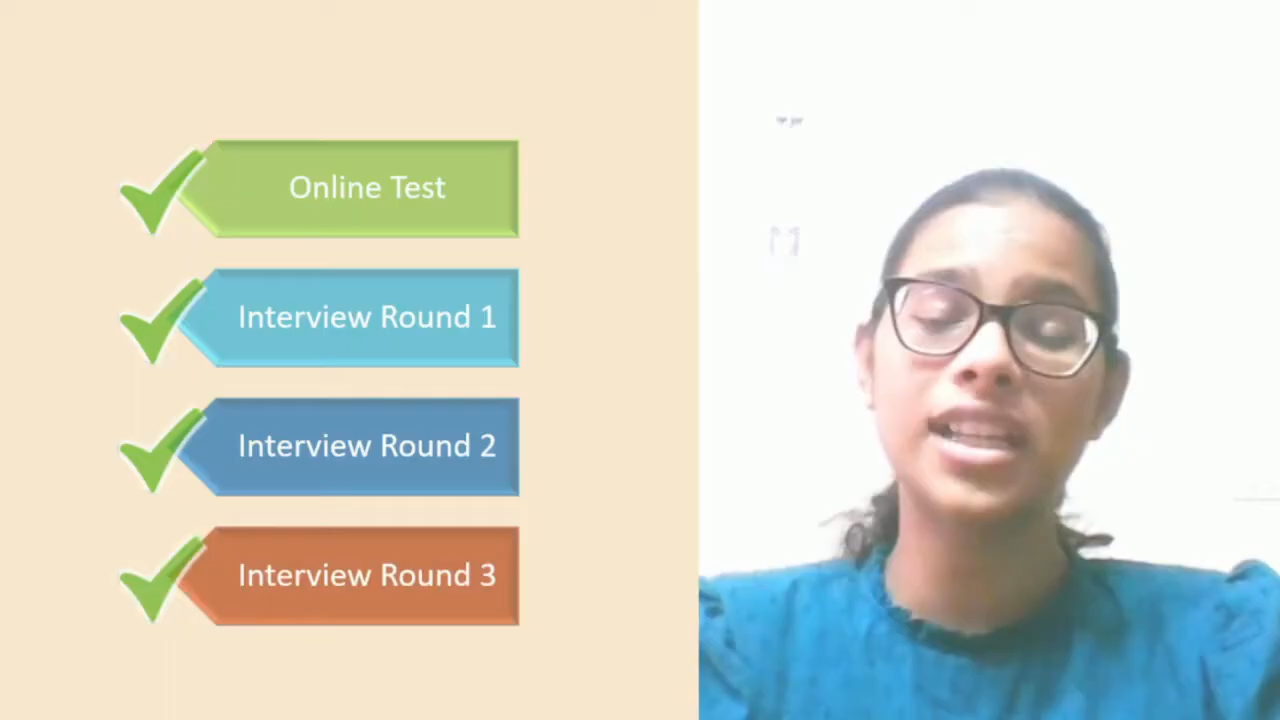 Online Test
Interview Round 1
Interview Round 2
Interview Round 3